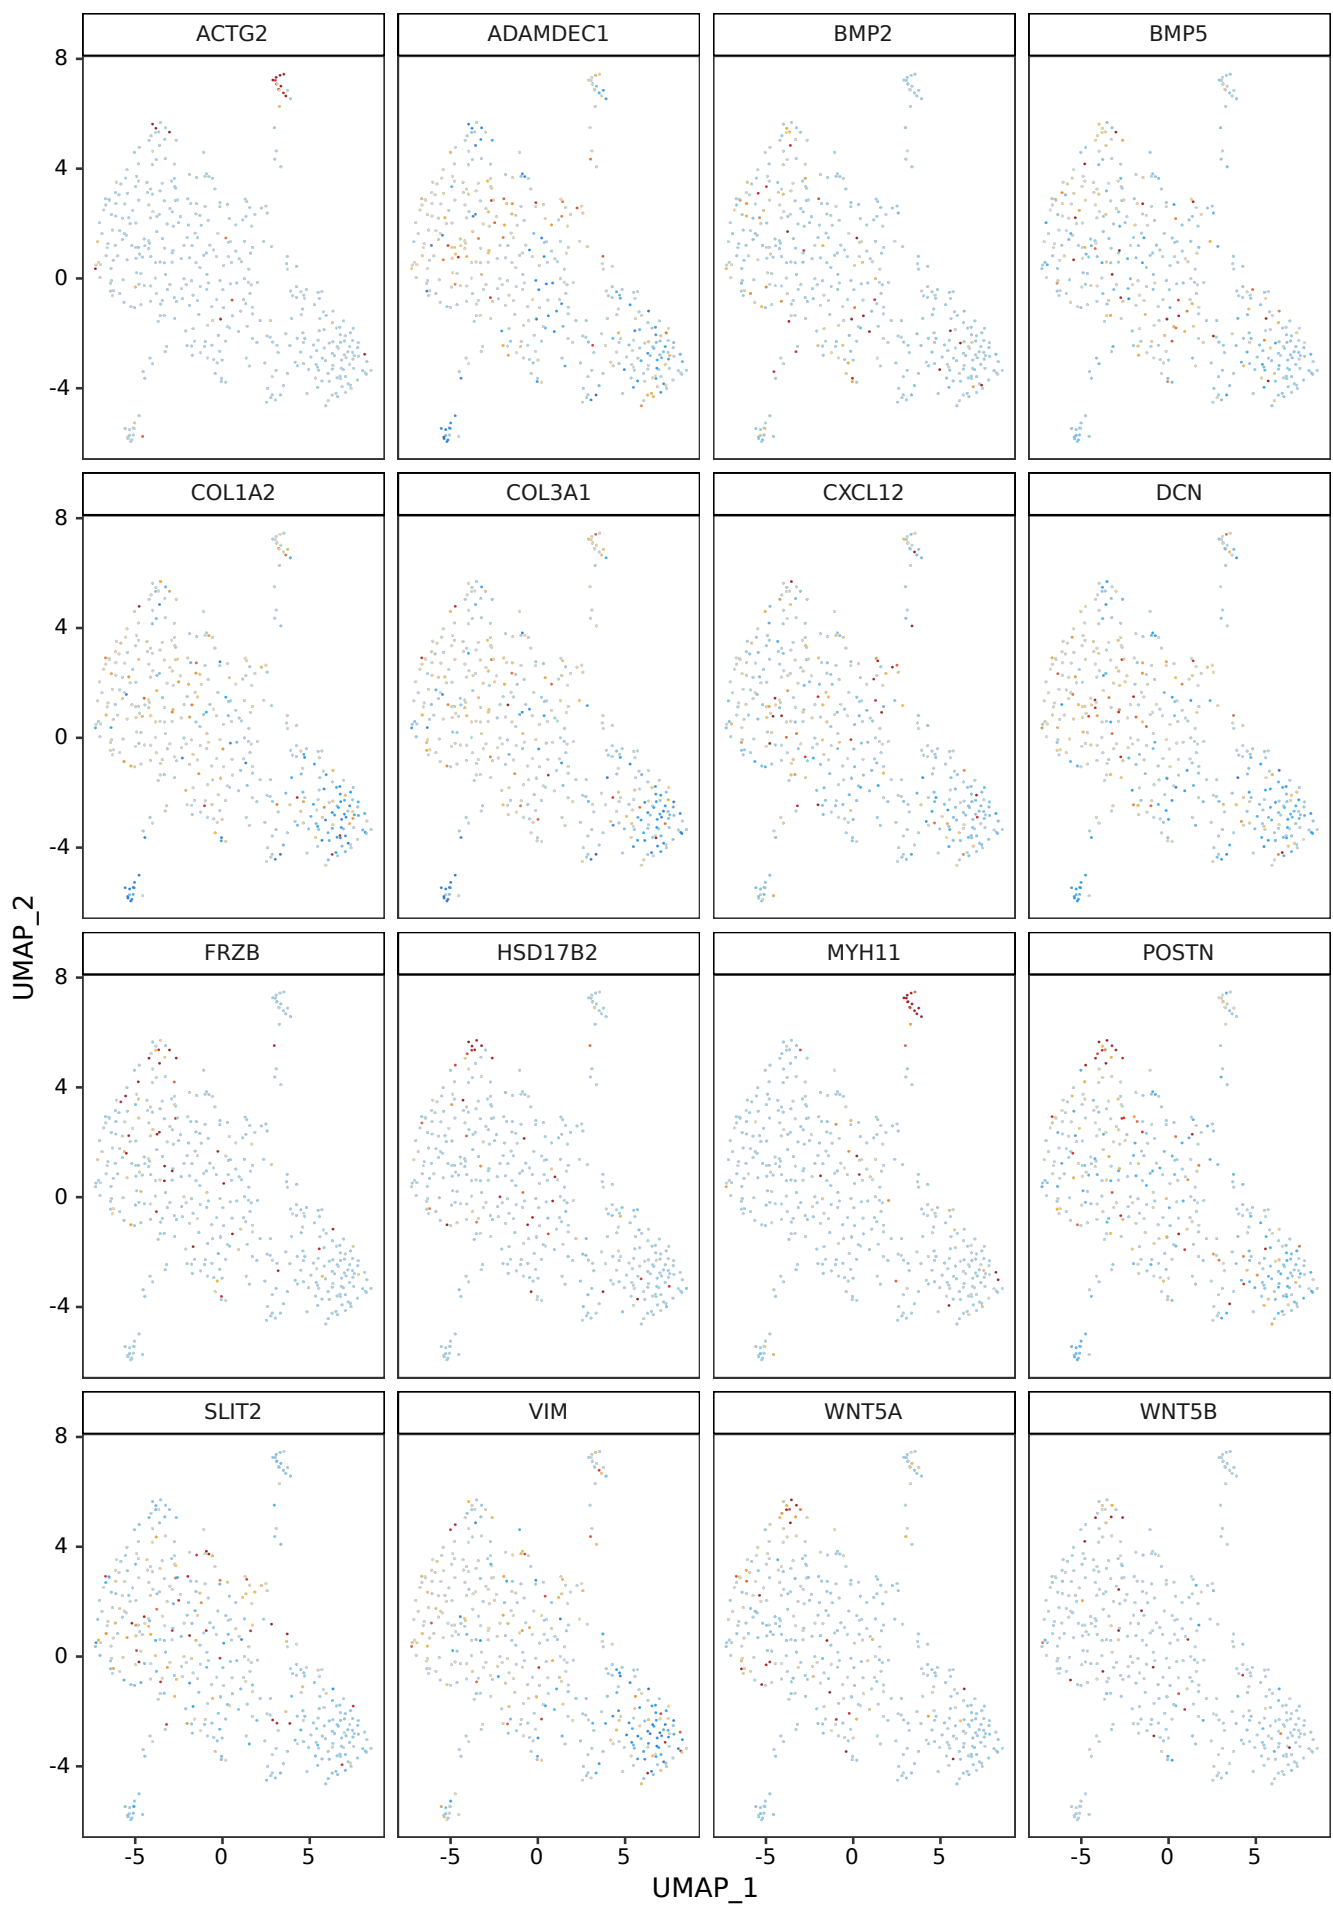 ACTG2 ADAMDEC1 BMP2 BMP5
8
4
0
-4
COL1A2 COL3A1 CXCL12 DCN
8
4
0
-4
FRZB HSD17B2 MYH11 POSTN
8
4
0
-4
SLIT2 VIM WNT5A WNT5B
8
4
0
-4
-5 0 5 -5 0 5 -5 0 5 -5 0 5
UMAP_1
UMAP_2